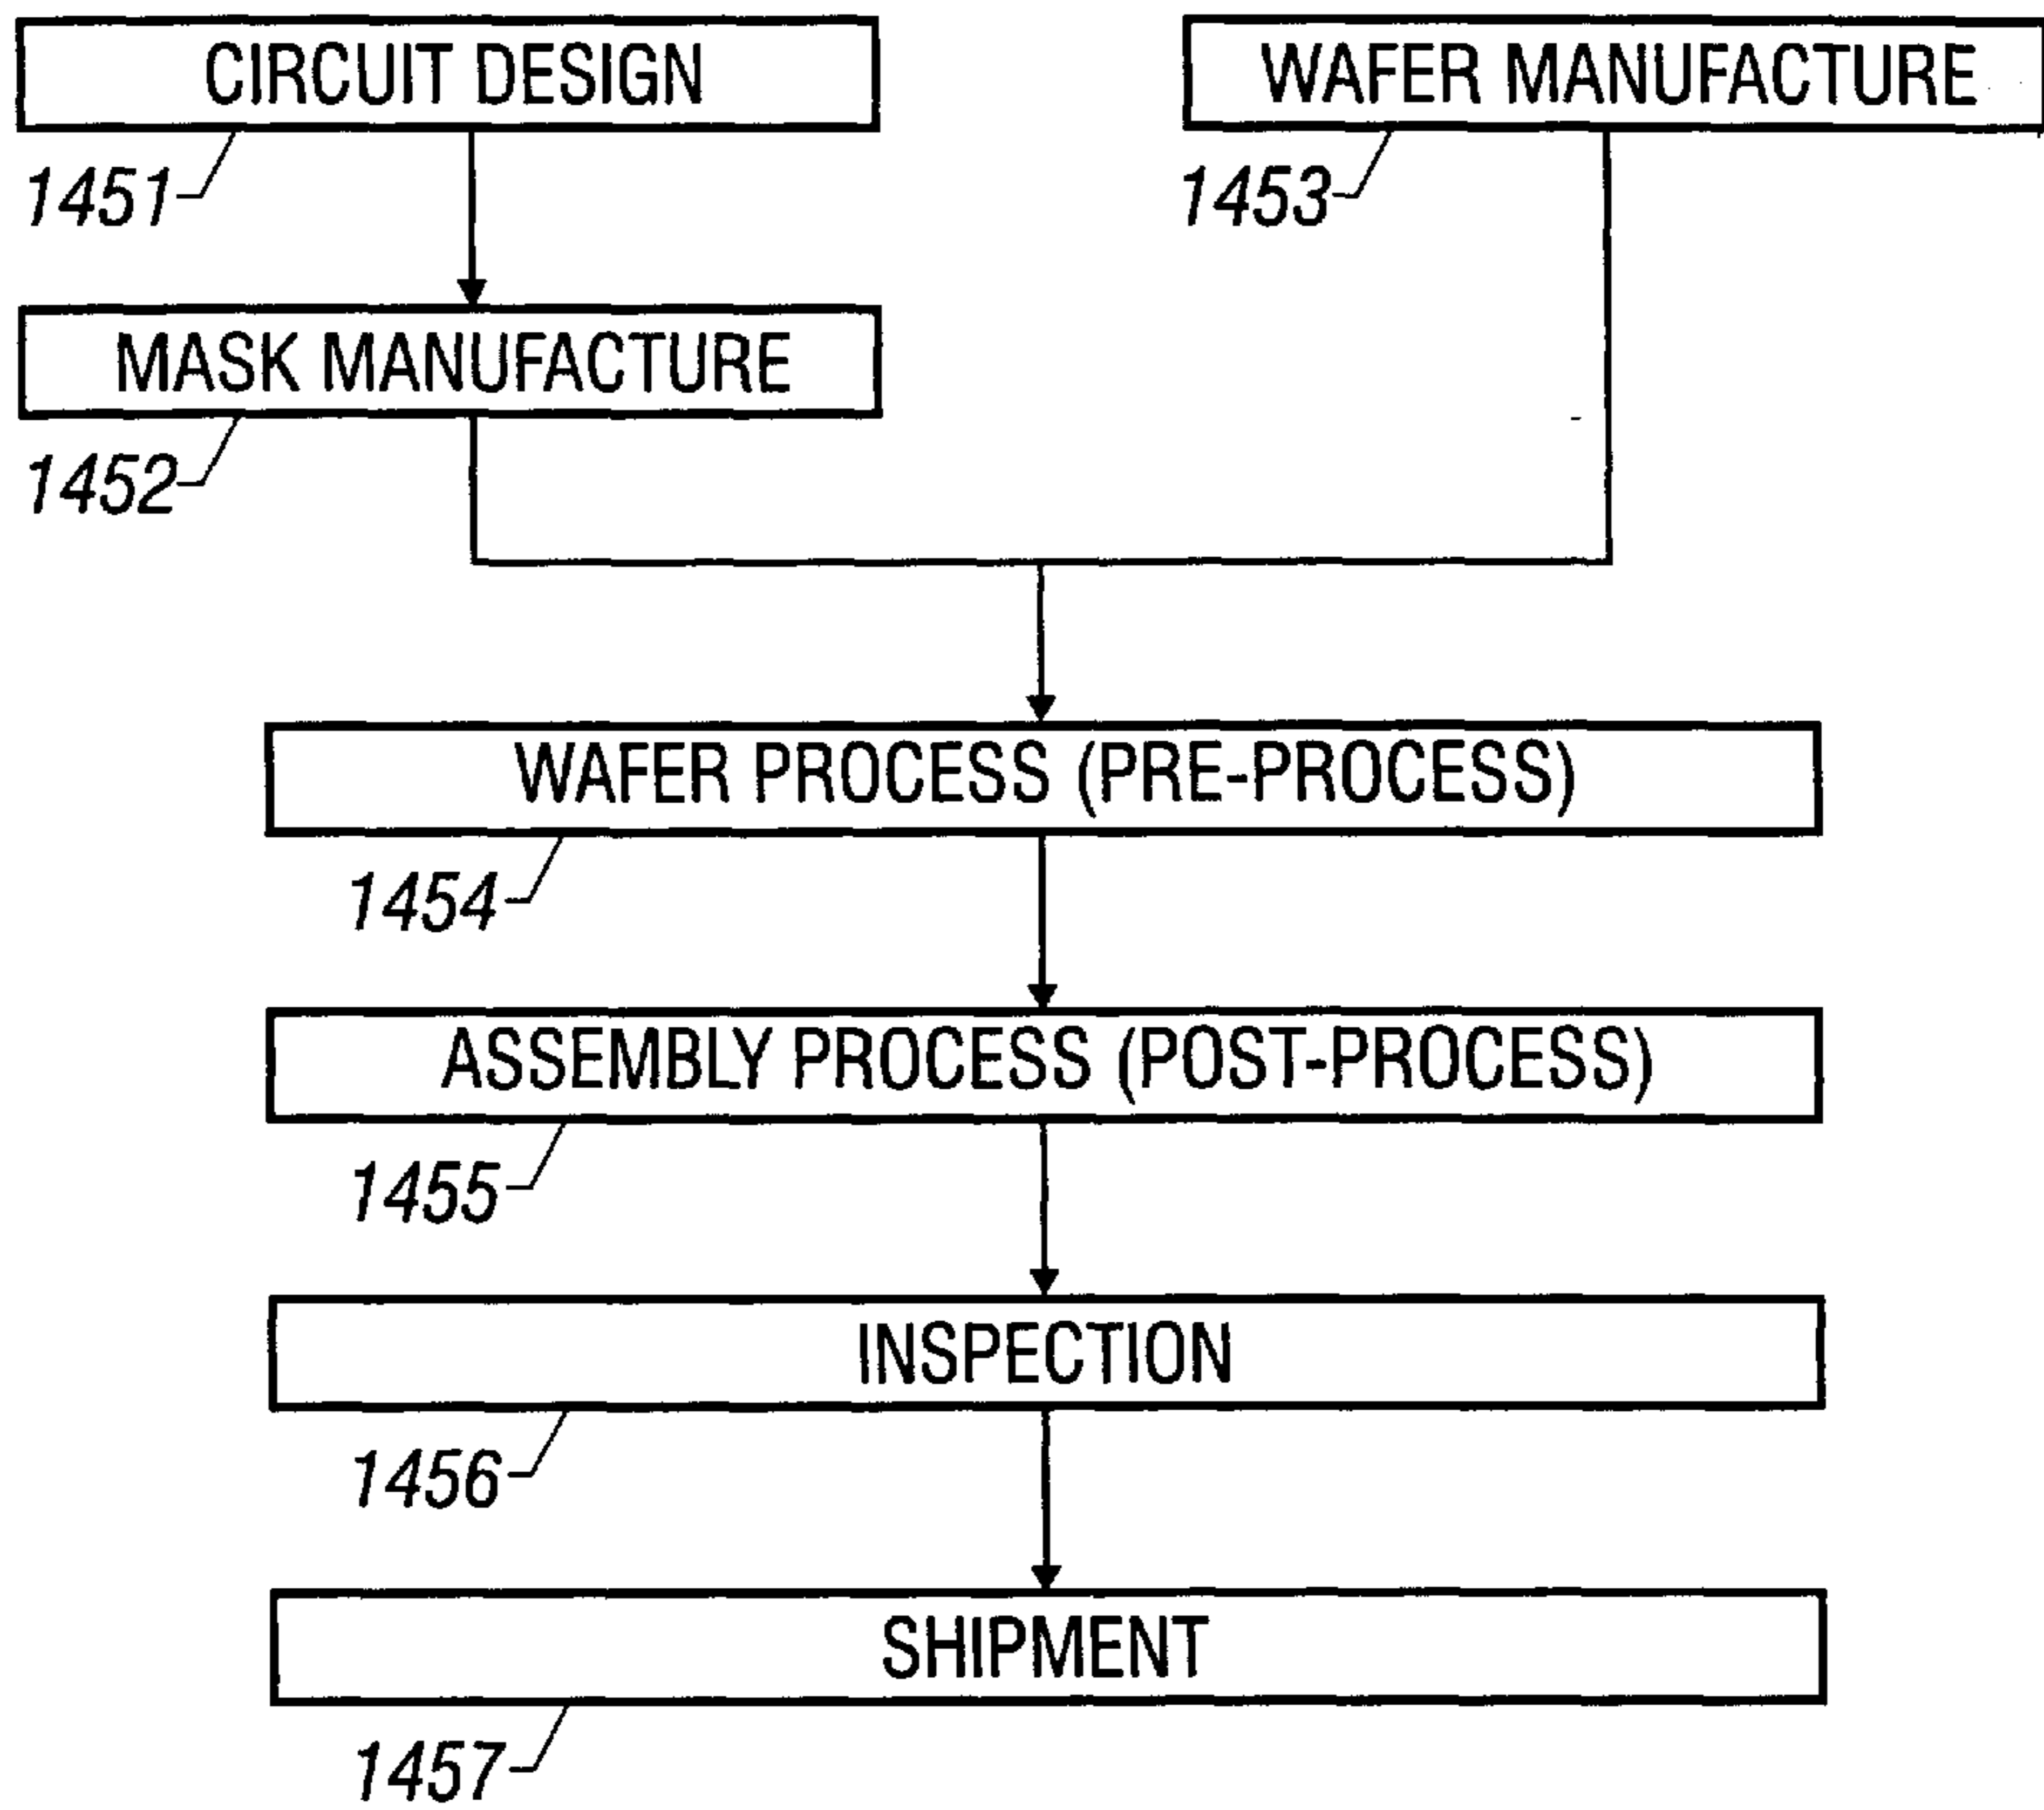 CIRCUIT DESIGN
1451
WAFER MANUFACTURE
1453
MASK MANUFACTURE
1452
WAFER PROCESS (PRE-PROCESS)
1454
ASSEMBLY PROCESS (POST-PROCESS)
1455
INSPECTION
1456
SHIPMENT
1457